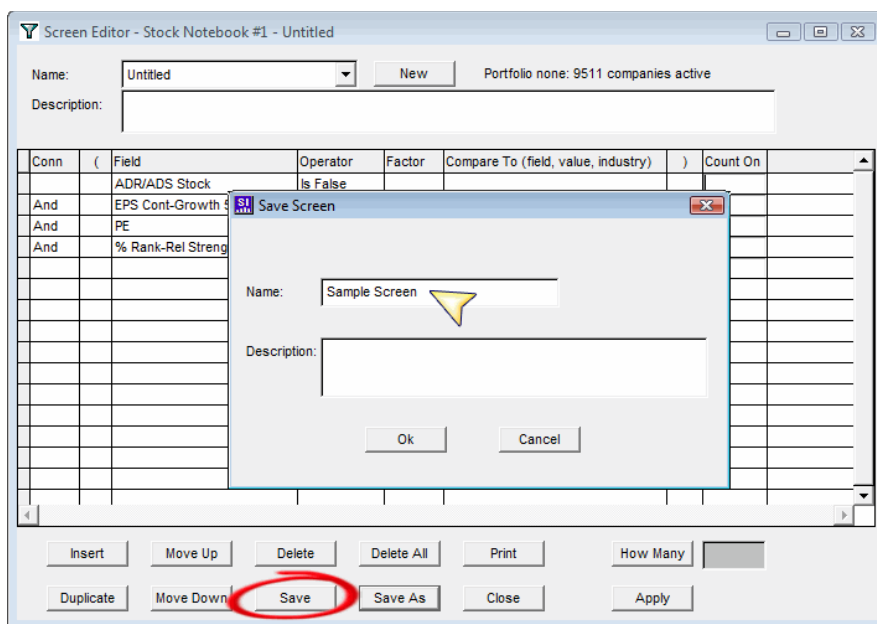 Screen Editor - Stock Notebook #1 - Untitled
Name: Untitled New Portfolio none: 9511 companies active
Description:
Conn ( Field Operator Factor Compare To (field, value, industry) ) Count On
ADR/ADS Stock Is False
And EPS Cont-Growth
And PE
And % Rank-Rel Streng
SI
Save Screen
Name: Sample Screen
Description:
Ok Cancel
Insert Move Up Delete Delete All Print How Many
Duplicate Move Down Save Save As Close Apply